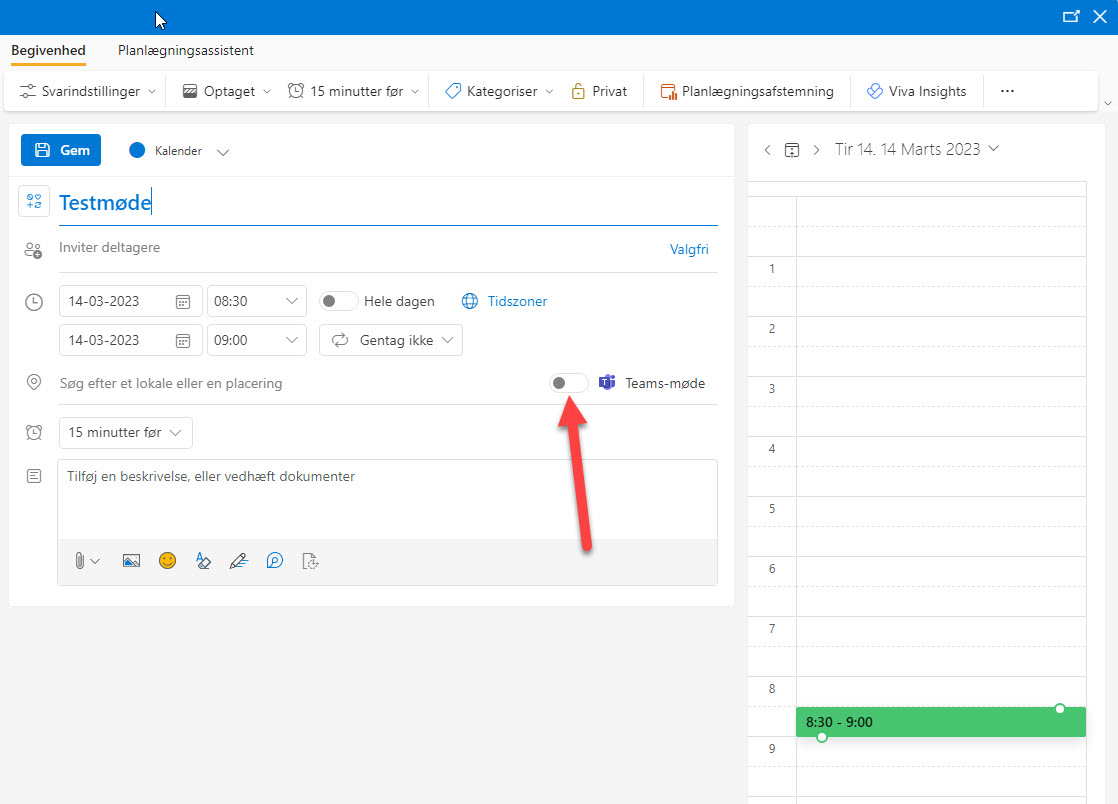 Begivenhed Planlægningsassistent
Svarindstillinger Optaget 15 minutter før Kategoriser Privat Planlægningsafstemning Viva Insights ...
Gem Kalender
Testmøde
Inviter deltagere Valgfri
14-03-2023 08:30 Hele dagen Tidszoner
14-03-2023 09:00 Gentag ikke
Søg efter et lokale eller en placering Teams-møde
15 minutter før
Tilføj en beskrivelse, eller vedhæft dokumenter
Tir 14. 14 Marts 2023
1
2
3
4
5
6
7
8
8:30 - 9:00
9